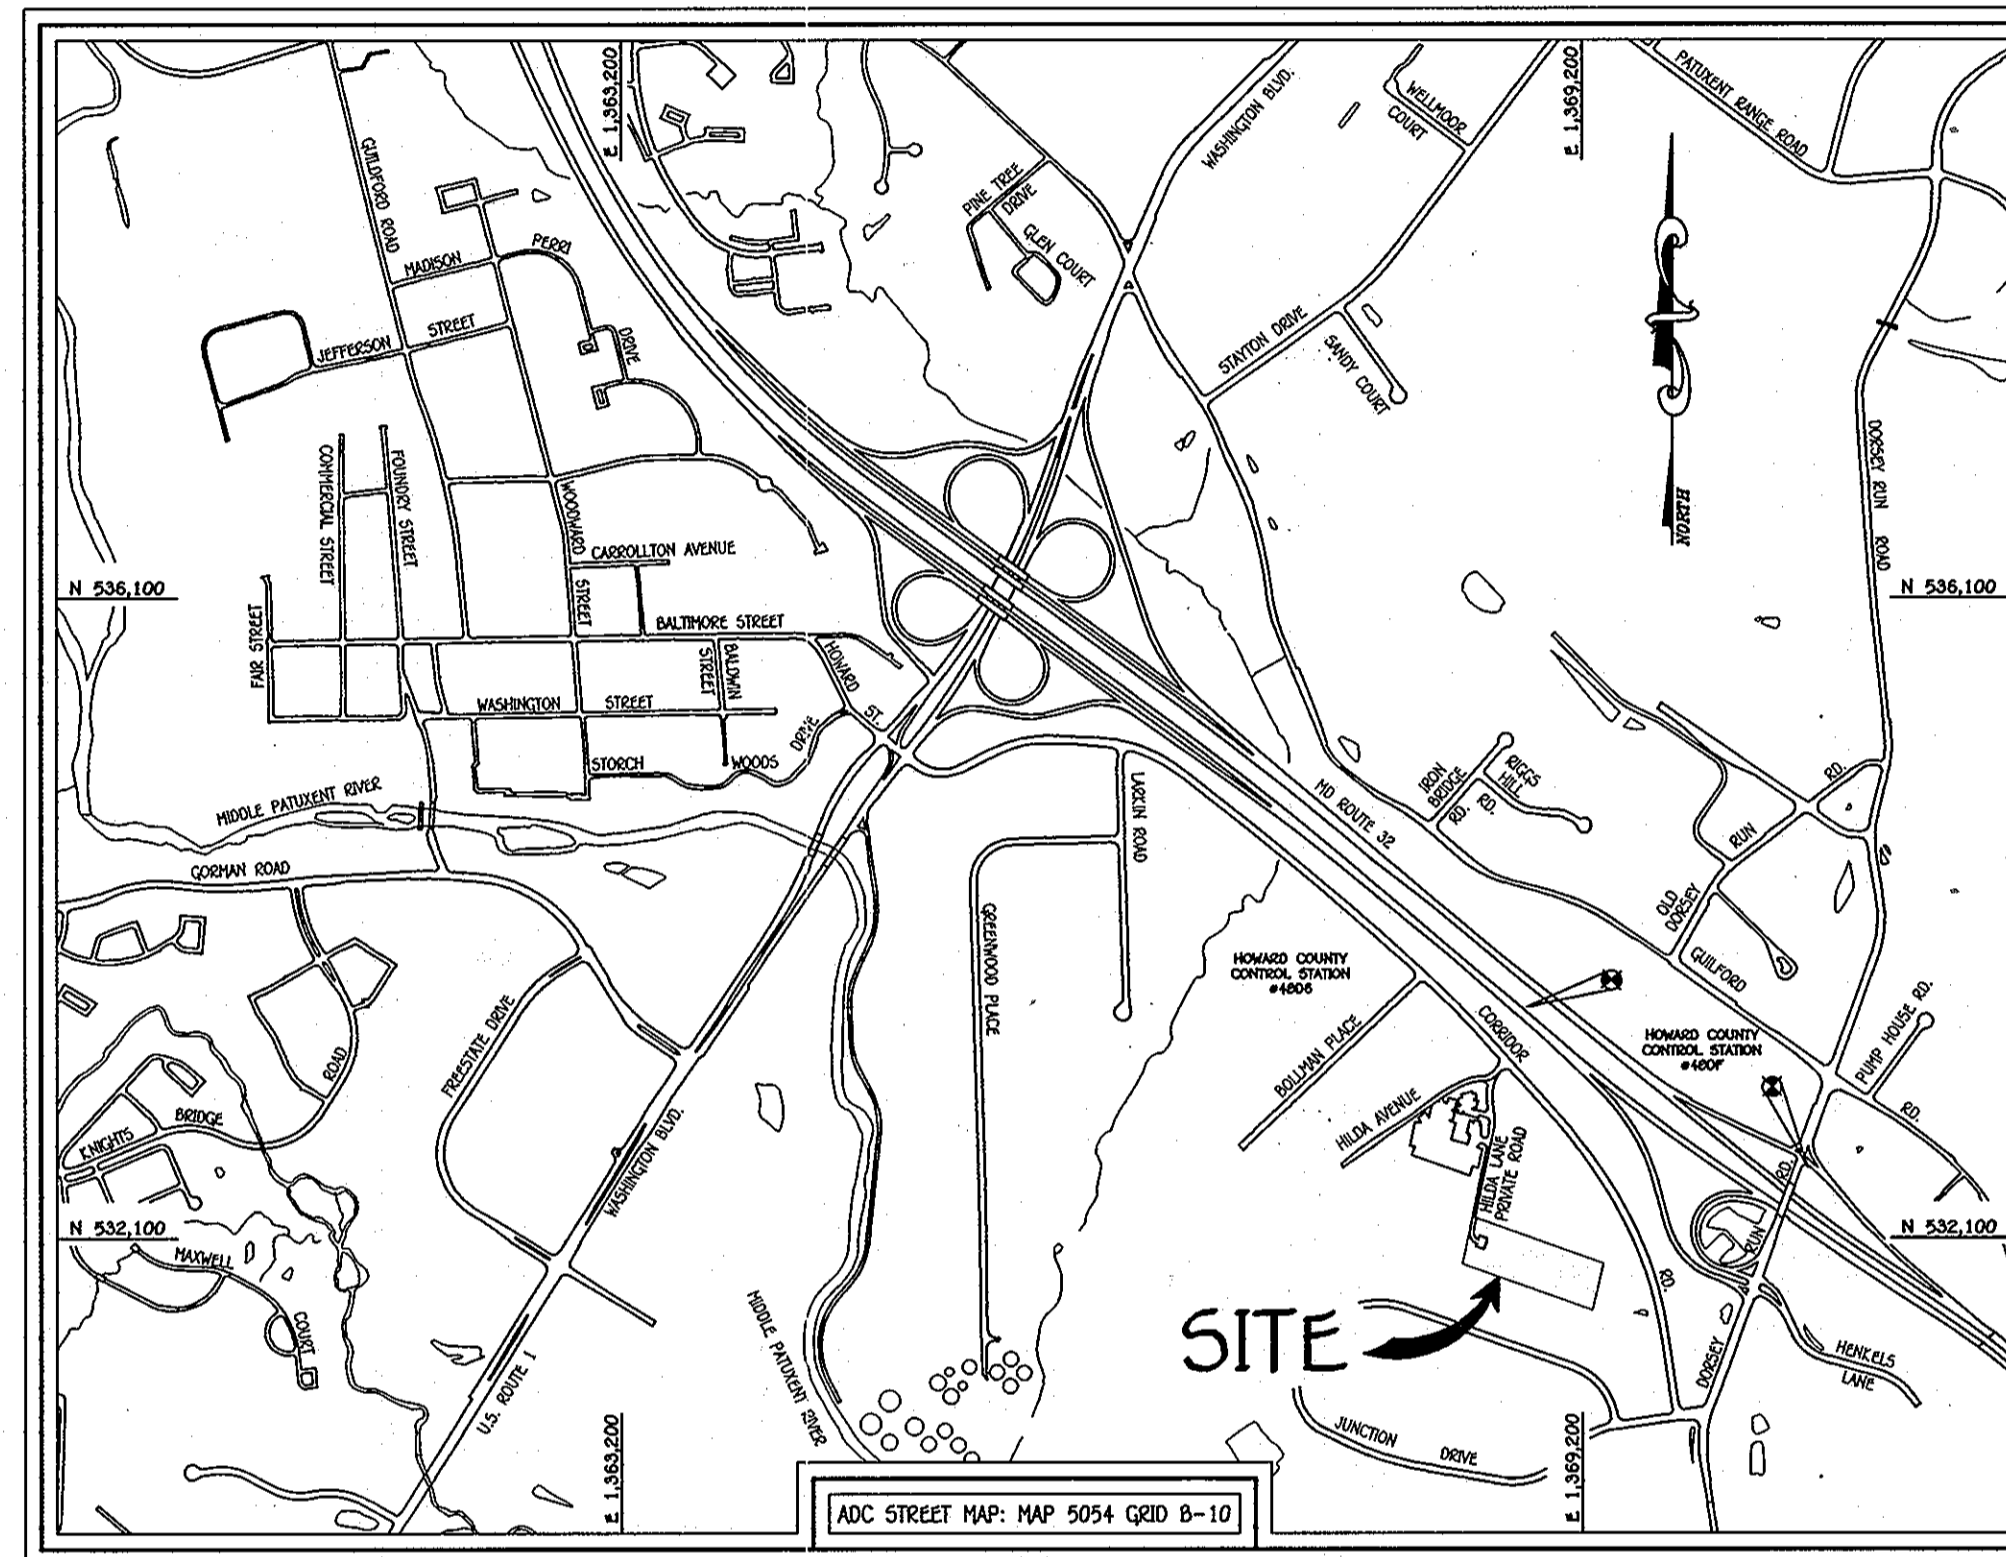 E 1,363,200
E 1,369,200
PATUXENT RANGE ROAD
WASHINGTON BLVD.
WELLMOOR
COURT
GUILDFORD ROAD
PINE TREE
DRIVE
GLEN COURT
MADISON
PERRI
DRIVE
JEFFERSON STREET
STAYTON DRIVE
SANDY COURT
NORTH
DORSEY RUN ROAD
COMMERCIAL STREET
FOUNDRY STREET
WOODWARD
STREET
CARROLLTON AVENUE
N 536,100
N 536,100
FAIR STREET
BALTIMORE STREET
BALDWIN
STREET
HOWARD
ST.
WASHINGTON STREET
STORCH WOODS DRIVE
MIDDLE PATUXENT RIVER
GORMAN ROAD
LARKIN ROAD
MD ROUTE 32
IRON
BRIDGE
RD.
RIGGS
HILL
RD.
OLD
DORSEY
RUN
RD.
GREENWOOD PLACE
HOWARD COUNTY
CONTROL STATION
GUILFORD
RD.
HOWARD COUNTY
CONTROL STATION
PUMP HOUSE RD.
CORRIDOR
RD.
BOLLMAN PLACE
HILDA AVENUE
HILDA LANE
PRIVATE ROAD
FREESTATE DRIVE
KNIGHTS
BRIDGE
ROAD
WASHINGTON BLVD.
N 532,100
N 532,100
MAXWELL
COURT
U.S. ROUTE 1
MIDDLE PATUXENT RIVER
SITE
DORSEY
RUN
RD.
HENKELS
LANE
JUNCTION DRIVE
E 1,363,200
E 1,369,200
ADC STREET MAP: MAP 5054 GRID B-10